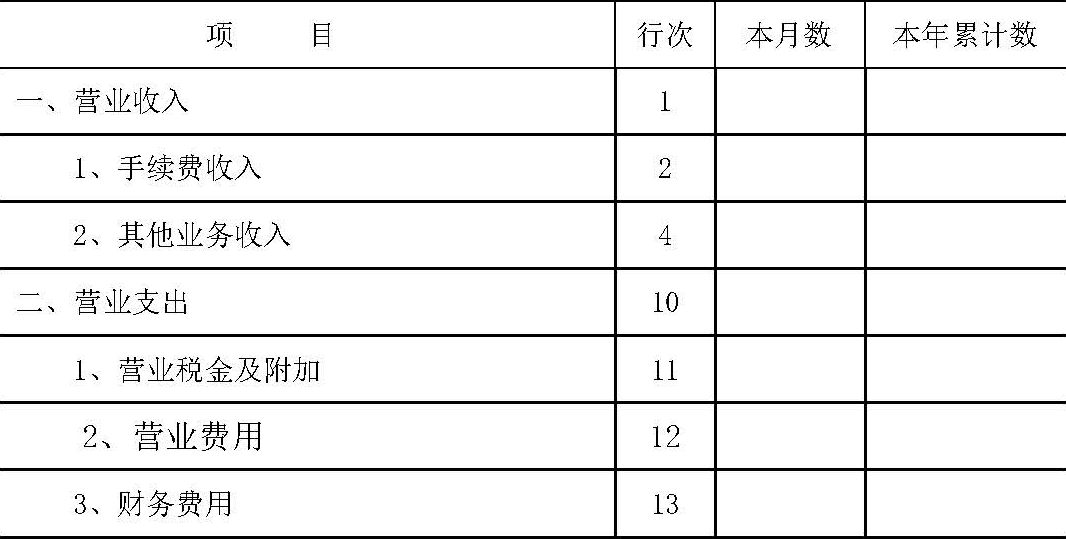 项 目 行次 本月数 本年累计数
一、营业收入 1
1、手续费收入 2
2、其他业务收入 4
二、营业支出 10
1、营业税金及附加 11
2、营业费用 12
3、财务费用 13